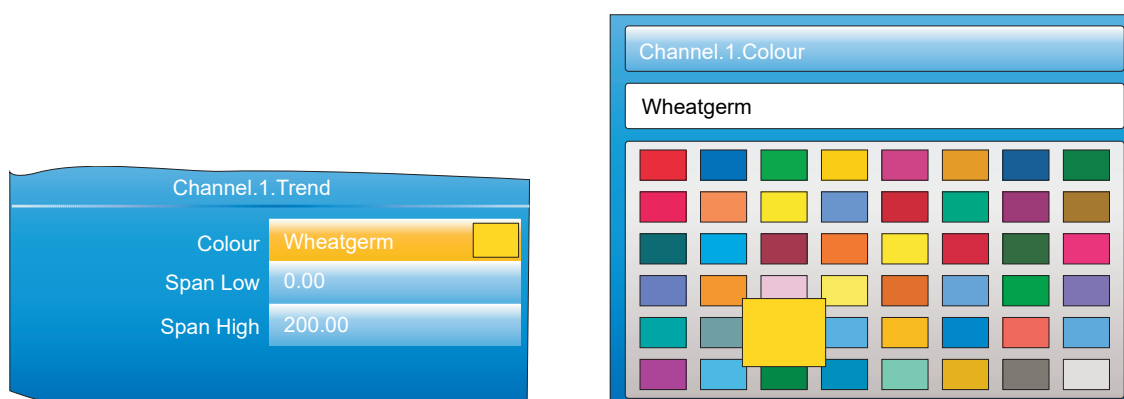 Channel.1.Trend
Colour Wheatgerm
Span Low 0.00
Span High 200.00
Channel.1.Colour
Wheatgerm